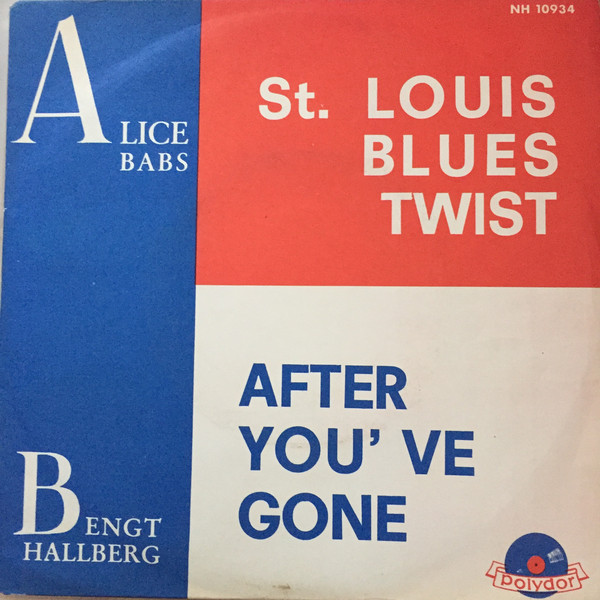 NH 10934
ALICE
BABS
St. LOUIS
BLUES
TWIST
AFTER
YOU' VE
GONE
BENGT
HALLBERG
polydor